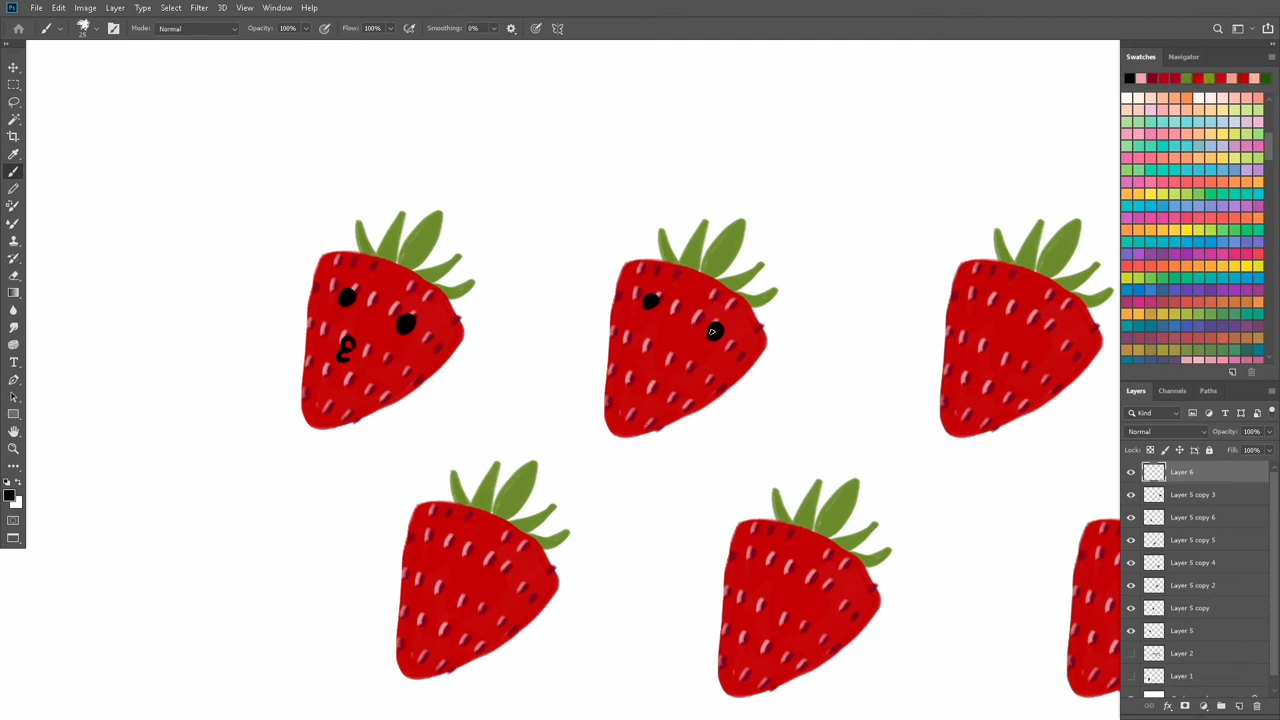 Ps File Edit Image Layer Type Select Filter 3D View Window Help
25 Mode: Normal Opacity: 100% Flow: 100% Smoothing: 0%
Swatches Navigator
Layers Channels Paths
Kind
Normal Opacity: 100%
Lock: Fill: 100%
Layer 6
Layer 5 copy 3
Layer 5 copy 6
Layer 5 copy 5
Layer 5 copy 4
Layer 5 copy 2
Layer 5 copy
Layer 5
Layer 2
Layer 1
fx